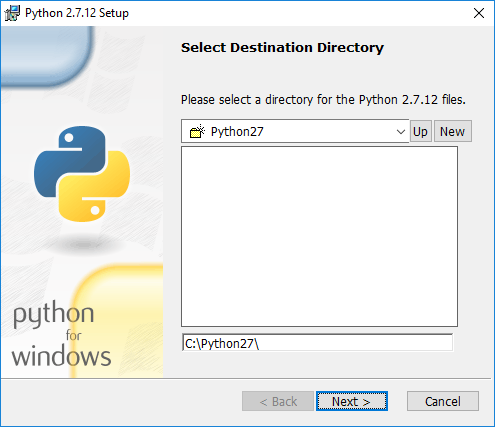 Python 2.7.12 Setup
Select Destination Directory
Please select a directory for the Python 2.7.12 files.
Python27
Up
New
C:\Python27\
python
for
windows
< Back
Next >
Cancel